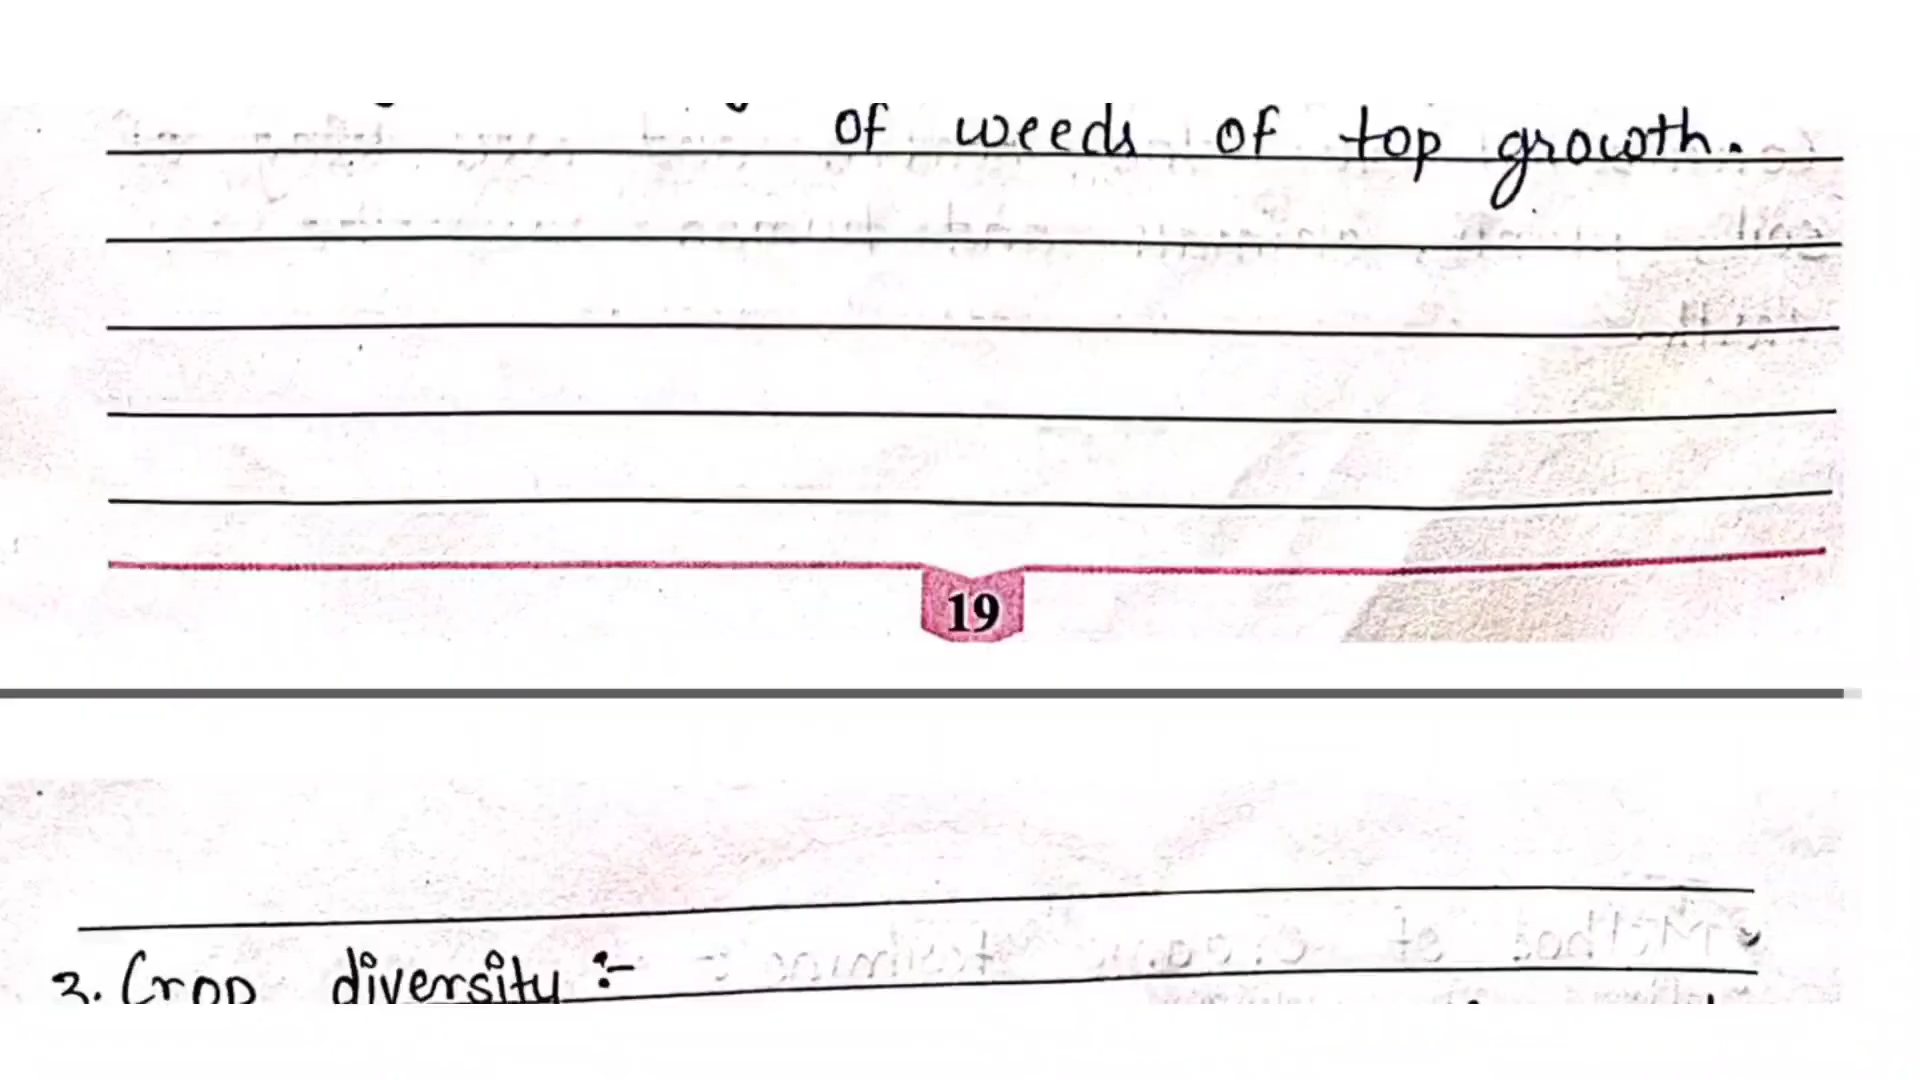 of weeds of top growth.
19
3. Crop diversity :-